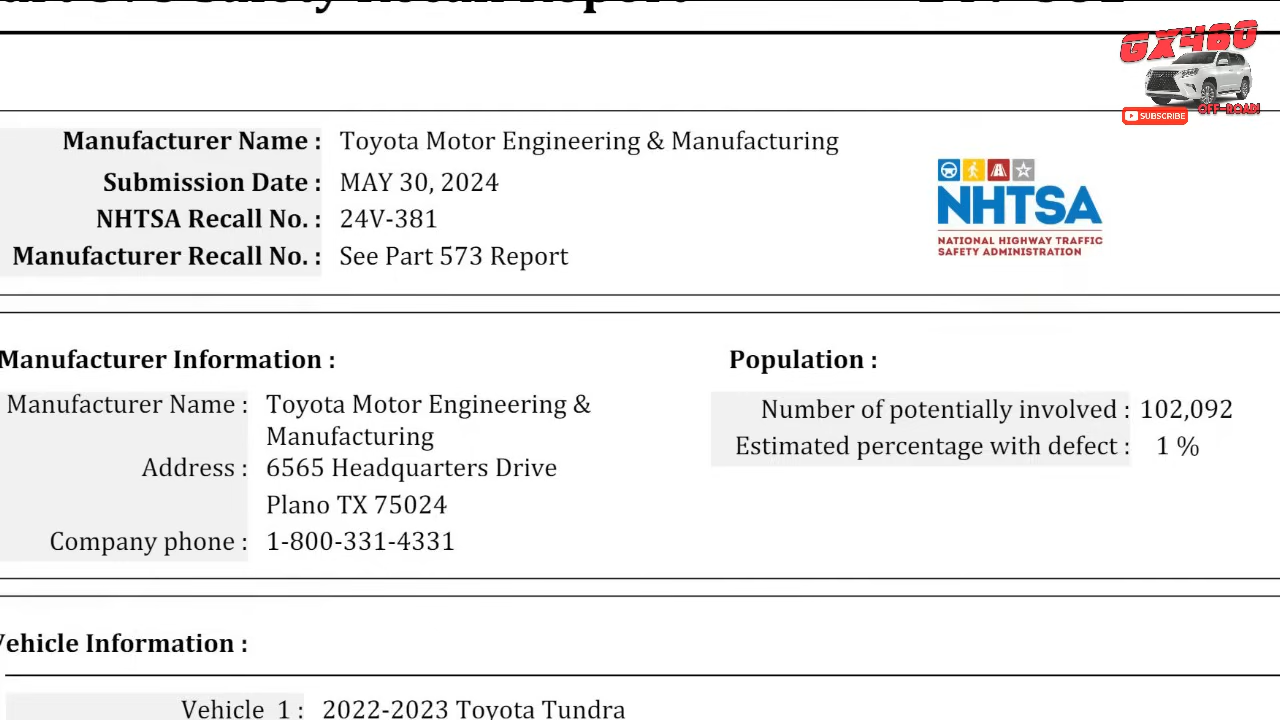 GX460
OFF-ROAD!
SUBSCRIBE
Manufacturer Name : Toyota Motor Engineering & Manufacturing
Submission Date : MAY 30, 2024
NHTSA Recall No. : 24V-381
Manufacturer Recall No. : See Part 573 Report
NHTSA
NATIONAL HIGHWAY TRAFFIC
SAFETY ADMINISTRATION
Manufacturer Information :
Manufacturer Name : Toyota Motor Engineering &
Manufacturing
Address : 6565 Headquarters Drive
Plano TX 75024
Company phone : 1-800-331-4331
Population :
Number of potentially involved : 102,092
Estimated percentage with defect : 1 %
Vehicle Information :
Vehicle 1 : 2022-2023 Toyota Tundra